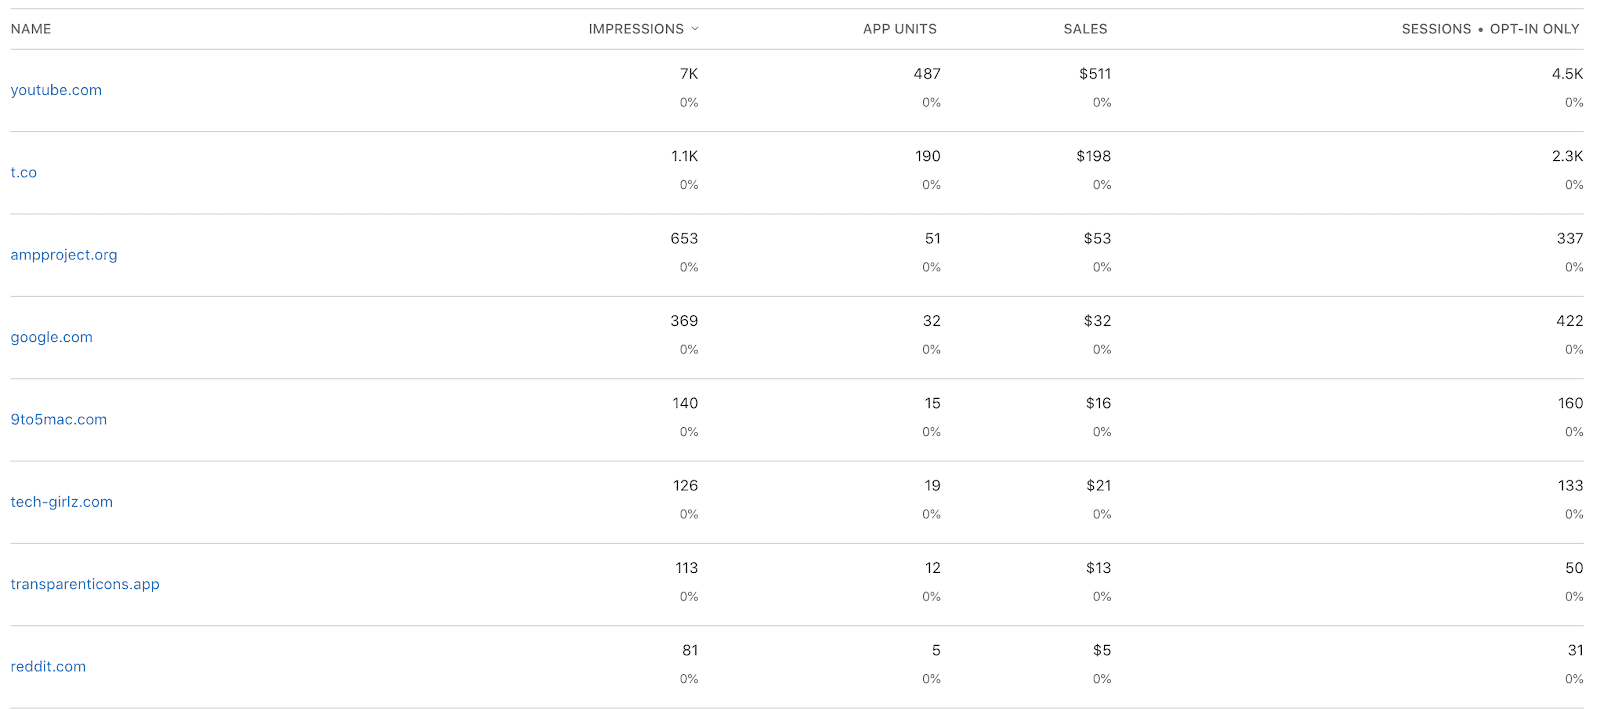 NAME IMPRESSIONS APP UNITS SALES SESSIONS • OPT-IN ONLY
youtube.com 7K 487 $511 4.5K
0% 0% 0% 0%
t.co 1.1K 190 $198 2.3K
0% 0% 0% 0%
ampproject.org 653 51 $53 337
0% 0% 0% 0%
google.com 369 32 $32 422
0% 0% 0% 0%
9to5mac.com 140 15 $16 160
0% 0% 0% 0%
tech-girlz.com 126 19 $21 133
0% 0% 0% 0%
transparenticons.app 113 12 $13 50
0% 0% 0% 0%
reddit.com 81 5 $5 31
0% 0% 0% 0%